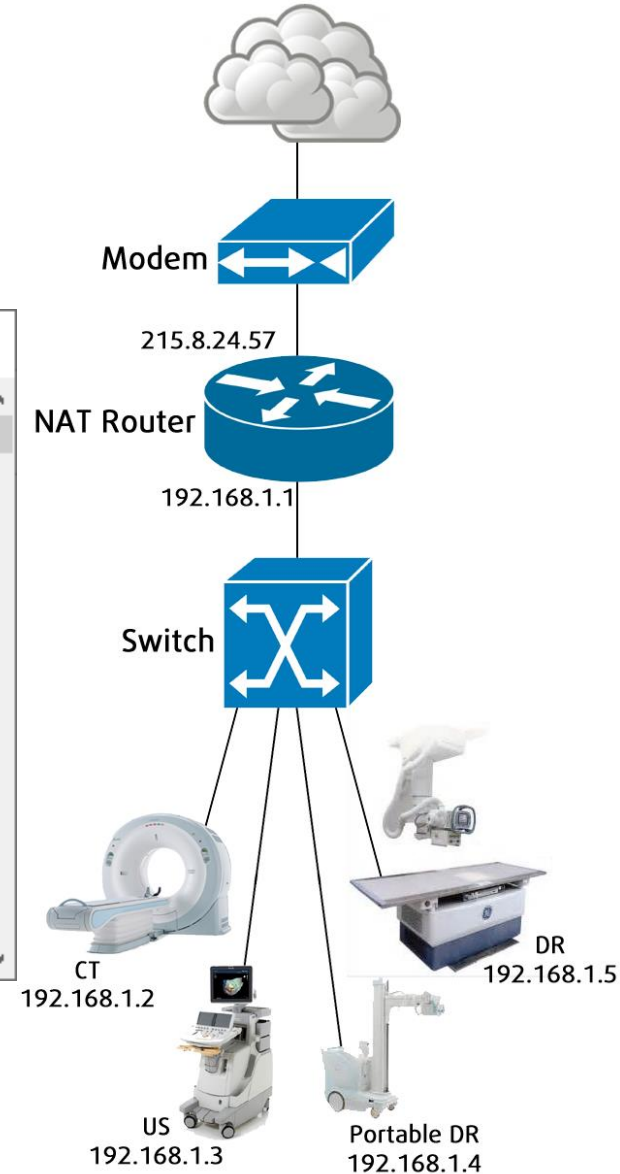 Modem
215.8.24.57
NAT Router
192.168.1.1
Switch
CT
192.168.1.2
DR
192.168.1.5
US
192.168.1.3
Portable DR
192.168.1.4